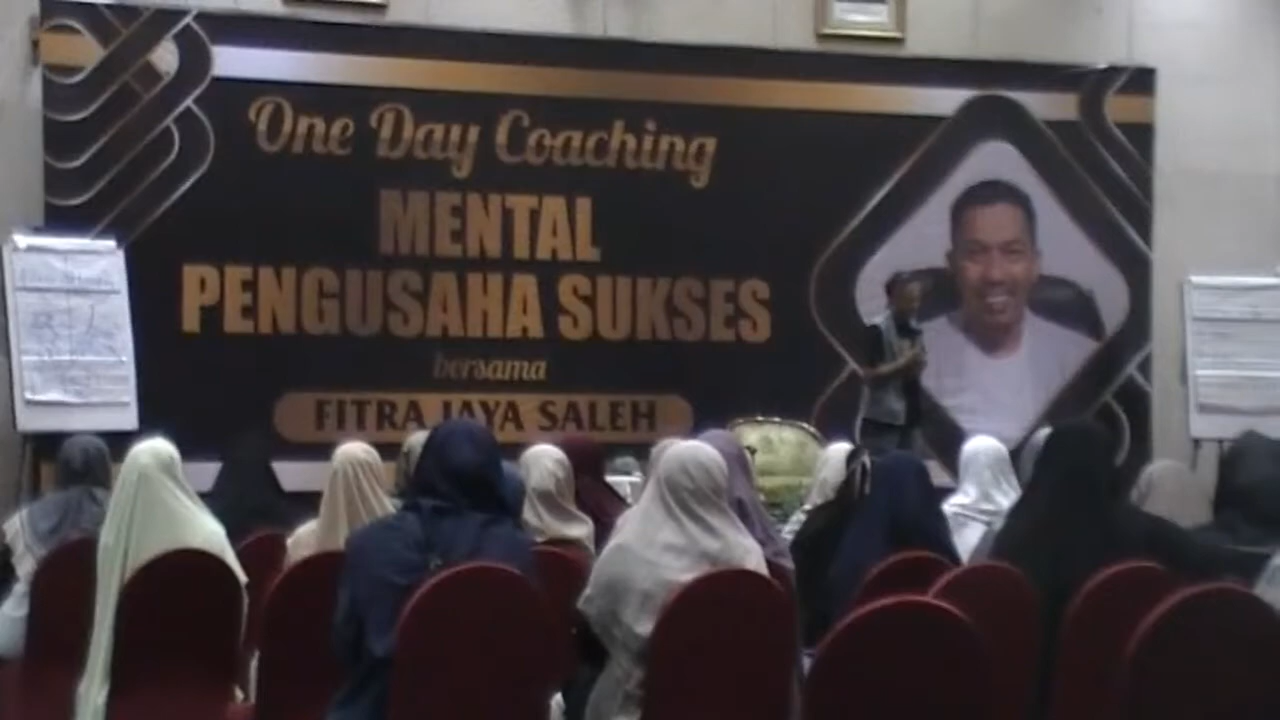 One Day Coaching
MENTAL
PENGUSAHA SUKSES
bersama
FITRA JAYA SALEH